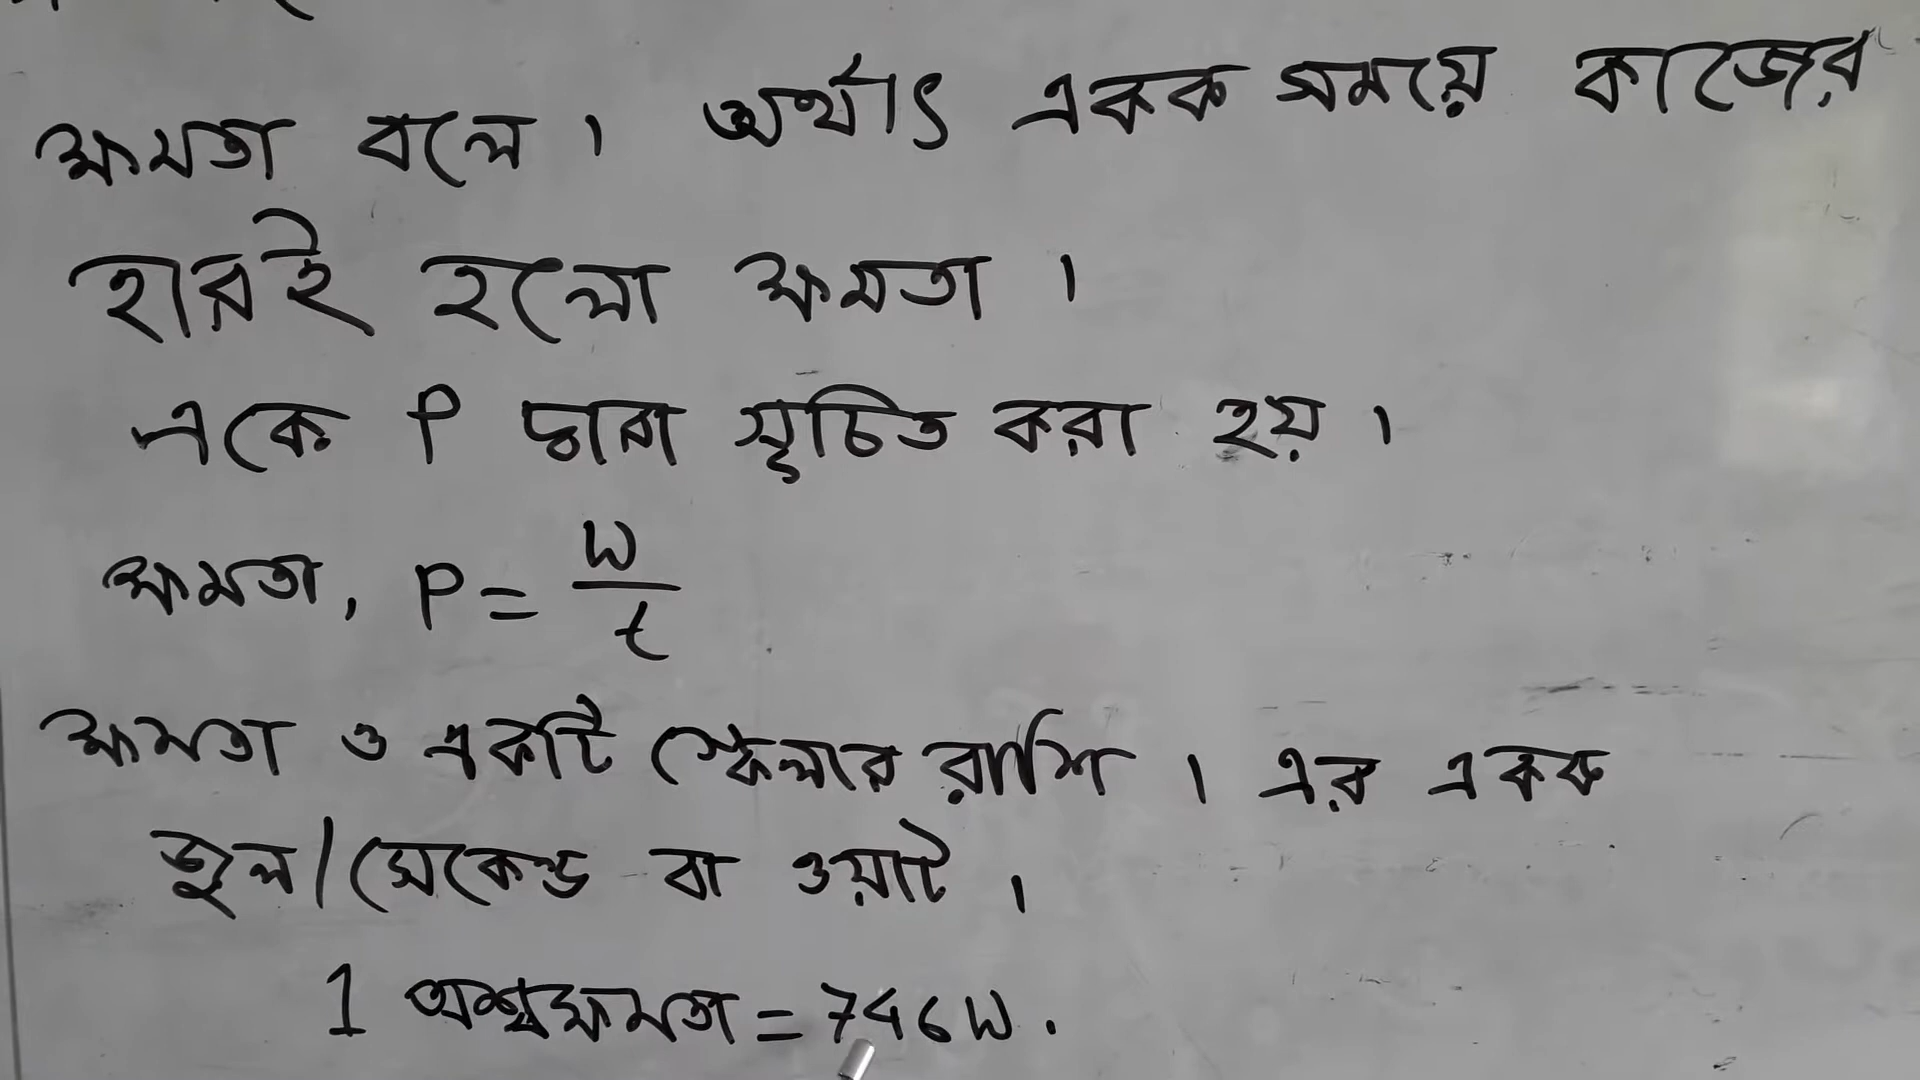 ক্ষমতা বলে । অর্থাৎ একক সময়ে কাজের
হারই হলো ক্ষমতা ।
একে P দ্বারা সূচিত করা হয় ।
ক্ষমতা, P = W/t
ক্ষমতা ও একটি স্কেলার রাশি । এর একক
জুল/সেকেন্ড বা ওয়াট ।
1 অশ্বক্ষমতা = 746 W .